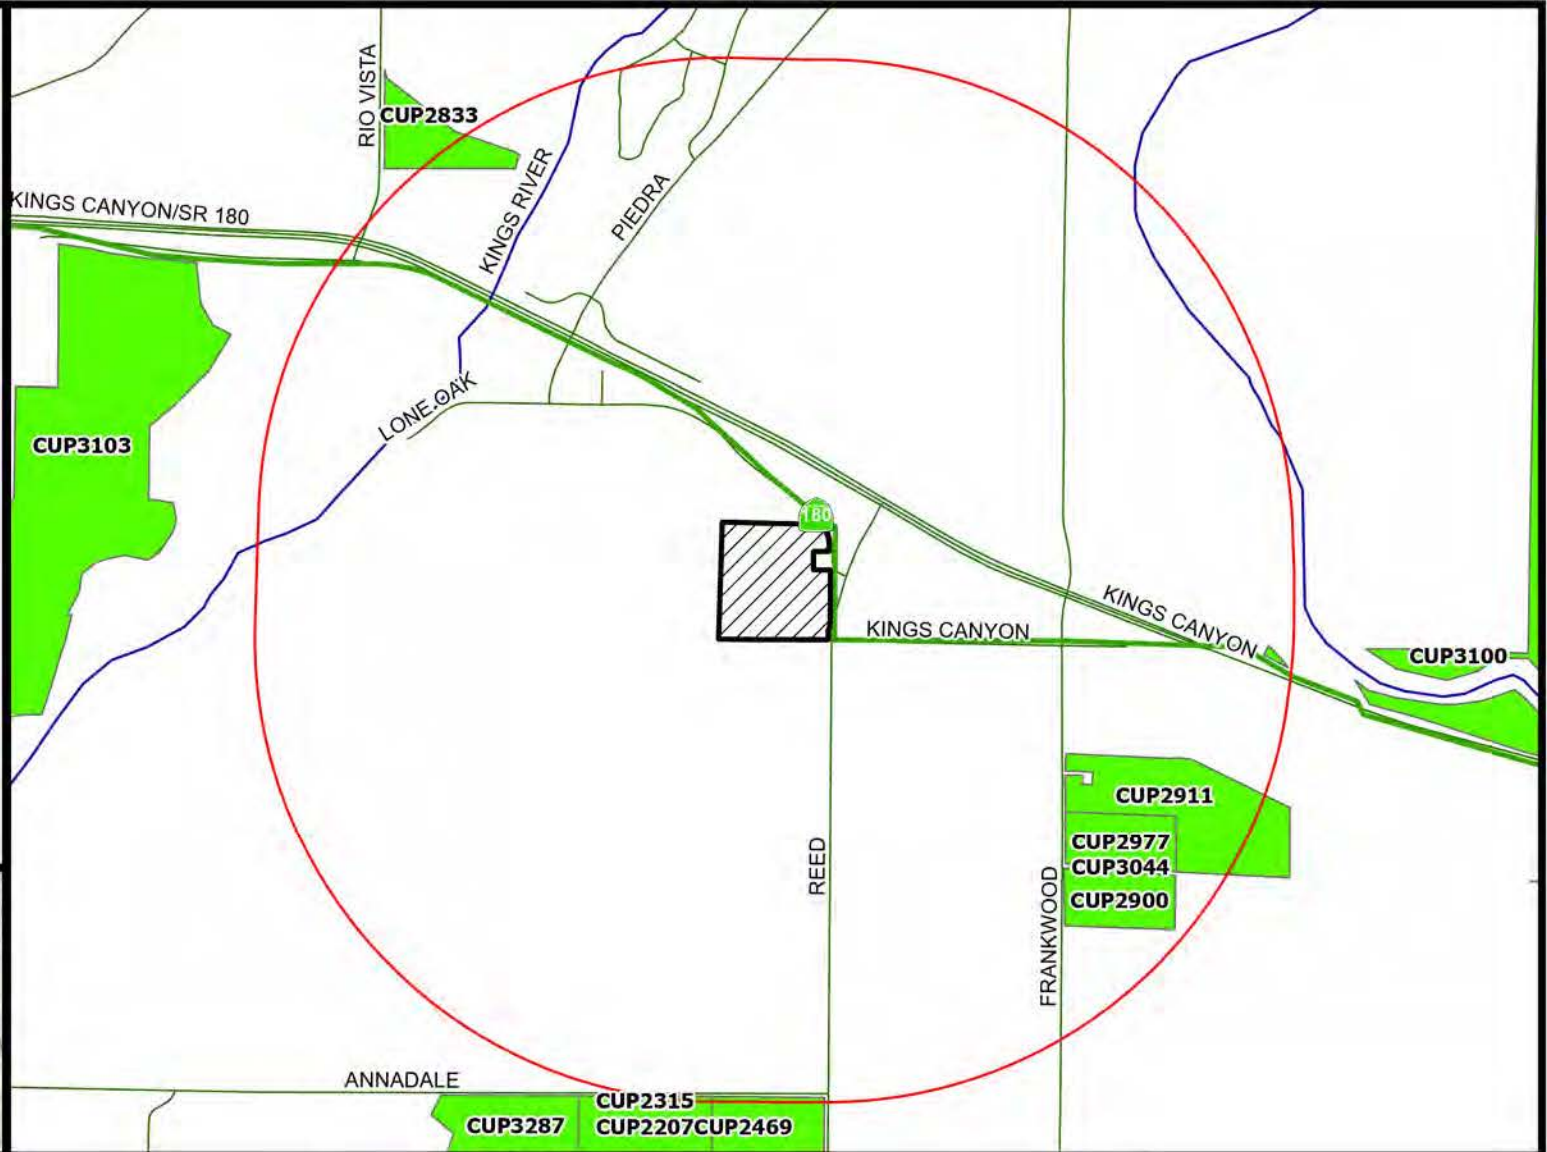 RIO VISTA
CUP2833
KINGS CANYON/SR 180
KINGS RIVER
PIEDRA
LONE OAK
CUP3103
180
KINGS CANYON
KINGS CANYON
CUP3100
CUP2911
CUP2977
CUP3044
CUP2900
REED
FRANKWOOD
ANNADALE
CUP2315
CUP3287
CUP2207CUP2469